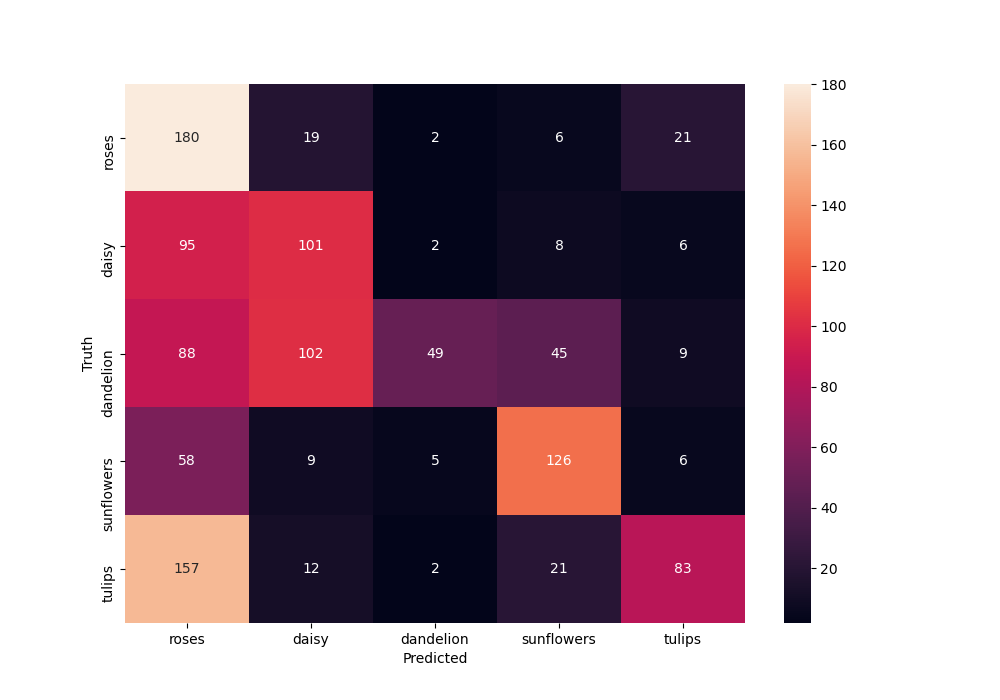 Truth
roses 180 19 2 6 21
daisy 95 101 2 8 6
dandelion 88 102 49 45 9
sunflowers 58 9 5 126 6
tulips 157 12 2 21 83
roses daisy dandelion sunflowers tulips
Predicted
180
160
140
120
100
80
60
40
20